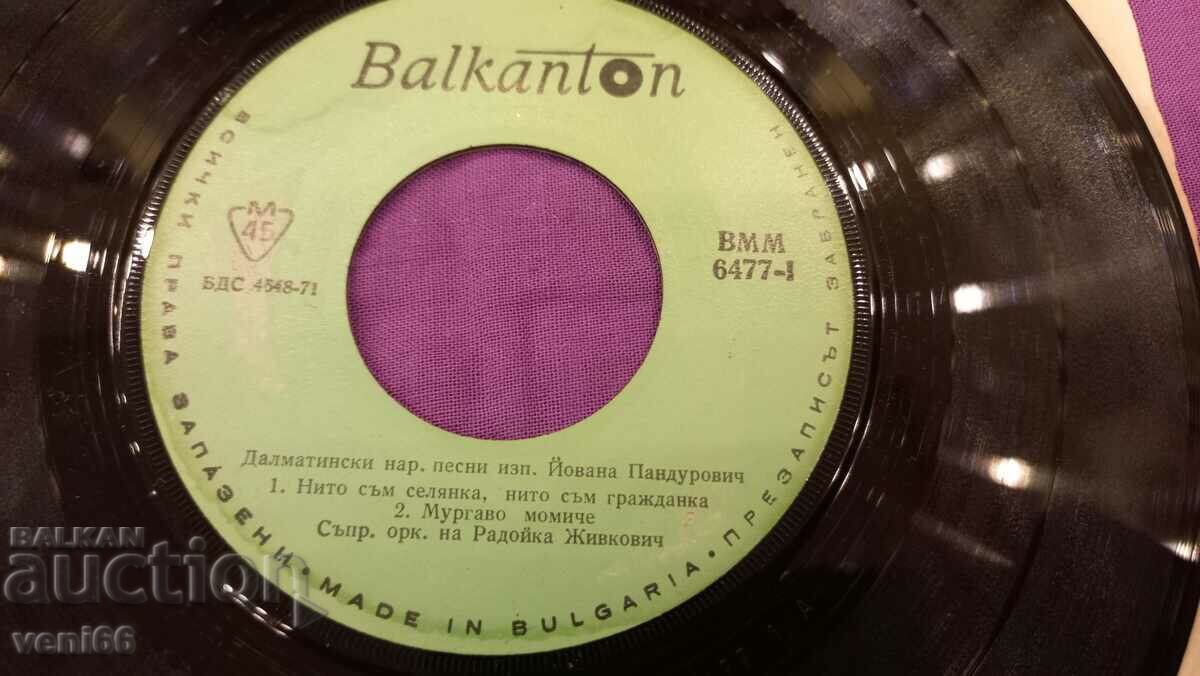 Balkanton
М
45
БДС 4548-71
ВММ
6477-I
Далматински нар. песни изп. Йована Пандурович
1. Нито съм селянка, нито съм гражданка
2. Мургаво момиче
Съпр. орк. на Радойка Живкович
ВСИЧКИ ПРАВА ЗАПАЗЕНИ • MADE IN BULGARIA • ПРЕЗАПИСЪТ ЗАБРАНЕН
BALKAN
auction
veni66